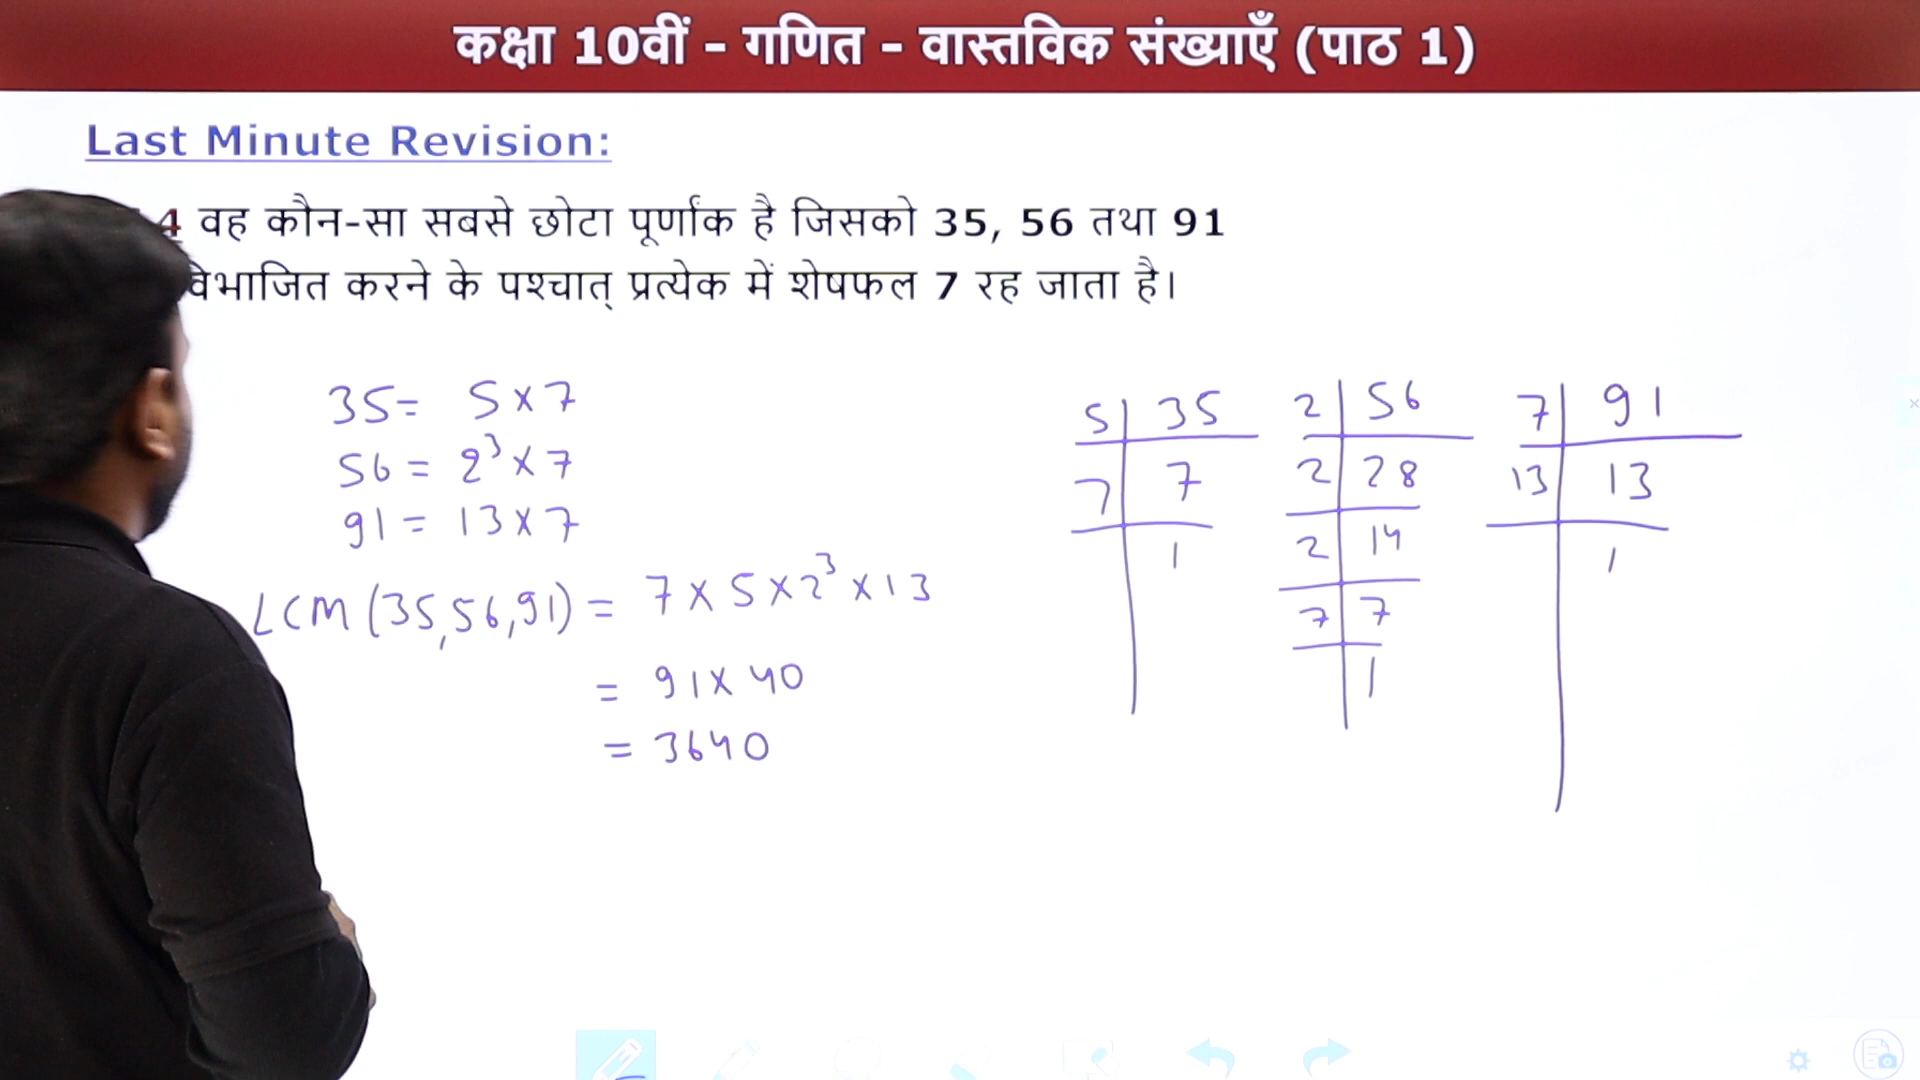 कक्षा 10वीं - गणित - वास्तविक संख्याएँ (पाठ 1)
Last Minute Revision:
4 वह कौन-सा सबसे छोटा पूर्णांक है जिसको 35, 56 तथा 91
विभाजित करने के पश्चात् प्रत्येक में शेषफल 7 रह जाता है।
35= 5×7
56 = 2³×7
91 = 13×7
LCM (35,56,91) = 7×5×2³×13
= 91×40
= 3640
5 35
7 7
1
2 56
2 28
2 14
7 7
1
7 91
13 13
1